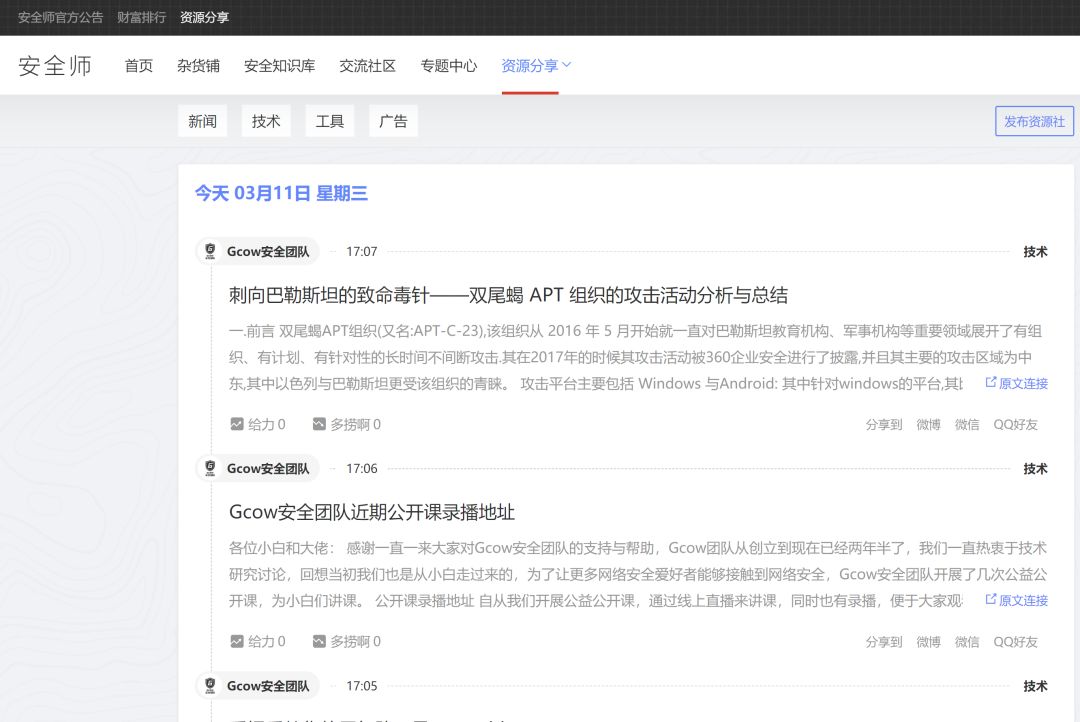 安全师官方公告 财富排行 资源分享
安全师 首页 杂货铺 安全知识库 交流社区 专题中心 资源分享
新闻 技术 工具 广告 发布资源社
今天 03月11日 星期三
Gcow安全团队 17:07 技术
刺向巴勒斯坦的致命毒针——双尾蝎 APT 组织的攻击活动分析与总结
一.前言 双尾蝎APT组织(又名:APT-C-23),该组织从 2016 年 5 月开始就一直对巴勒斯坦教育机构、军事机构等重要领域展开了有组
织、有计划、有针对性的长时间不间断攻击.其在2017年的时候其攻击活动被360企业安全进行了披露,并且其主要的攻击区域为中
东,其中以色列与巴勒斯坦更受该组织的青睐。 攻击平台主要包括 Windows 与Android: 其中针对windows的平台,其 原文连接
给力 0 多捞啊 0 分享到 微博 微信 QQ好友
Gcow安全团队 17:06 技术
Gcow安全团队近期公开课录播地址
各位小白和大佬： 感谢一直一来大家对Gcow安全团队的支持与帮助，Gcow团队从创立到现在已经两年半了，我们一直热衷于技术
研究讨论，回想当初我们也是从小白走过来的，为了让更多网络安全爱好者能够接触到网络安全，Gcow安全团队开展了几次公益公
开课，为小白们讲课。 公开课录播地址 自从我们开展公益公开课，通过线上直播来讲课，同时也有录播，便于大家观 原文连接
给力 0 多捞啊 0 分享到 微博 微信 QQ好友
Gcow安全团队 17:05 技术